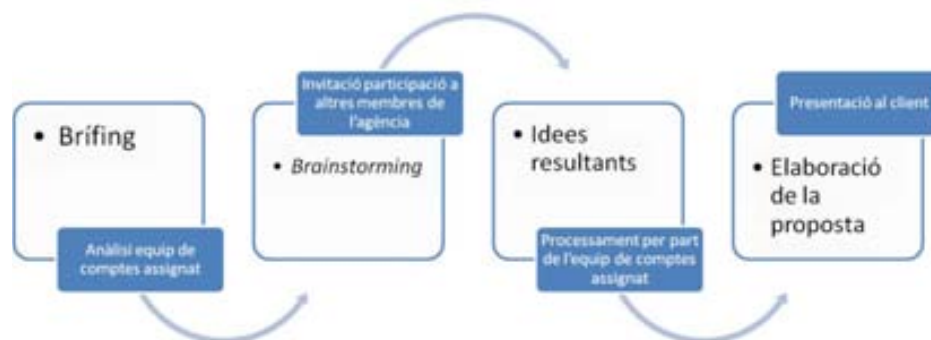 • Brífing
Anàlisi equip de
comptes assignat
Invitació participació a
altres membres de
l'agència
• Brainstorming
• Idees
resultants
Processament per part
de l'equip de comptes
assignat
Presentació al client
• Elaboració
de la
proposta